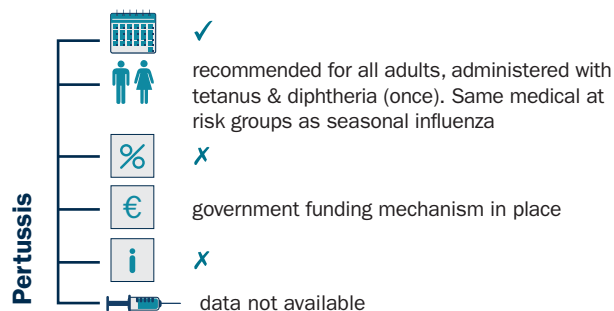 ✓
recommended for all adults, administered with
tetanus & diphtheria (once). Same medical at
risk groups as seasonal influenza
%
✗
€
government funding mechanism in place
i
✗
data not available
Pertussis